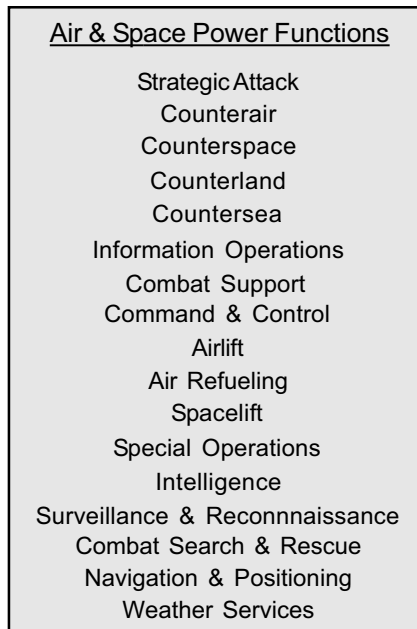 Air & Space Power Functions
Strategic Attack
Counterair
Counterspace
Counterland
Countersea
Information Operations
Combat Support
Command & Control
Airlift
Air Refueling
Spacelift
Special Operations
Intelligence
Surveillance & Reconnnaissance
Combat Search & Rescue
Navigation & Positioning
Weather Services